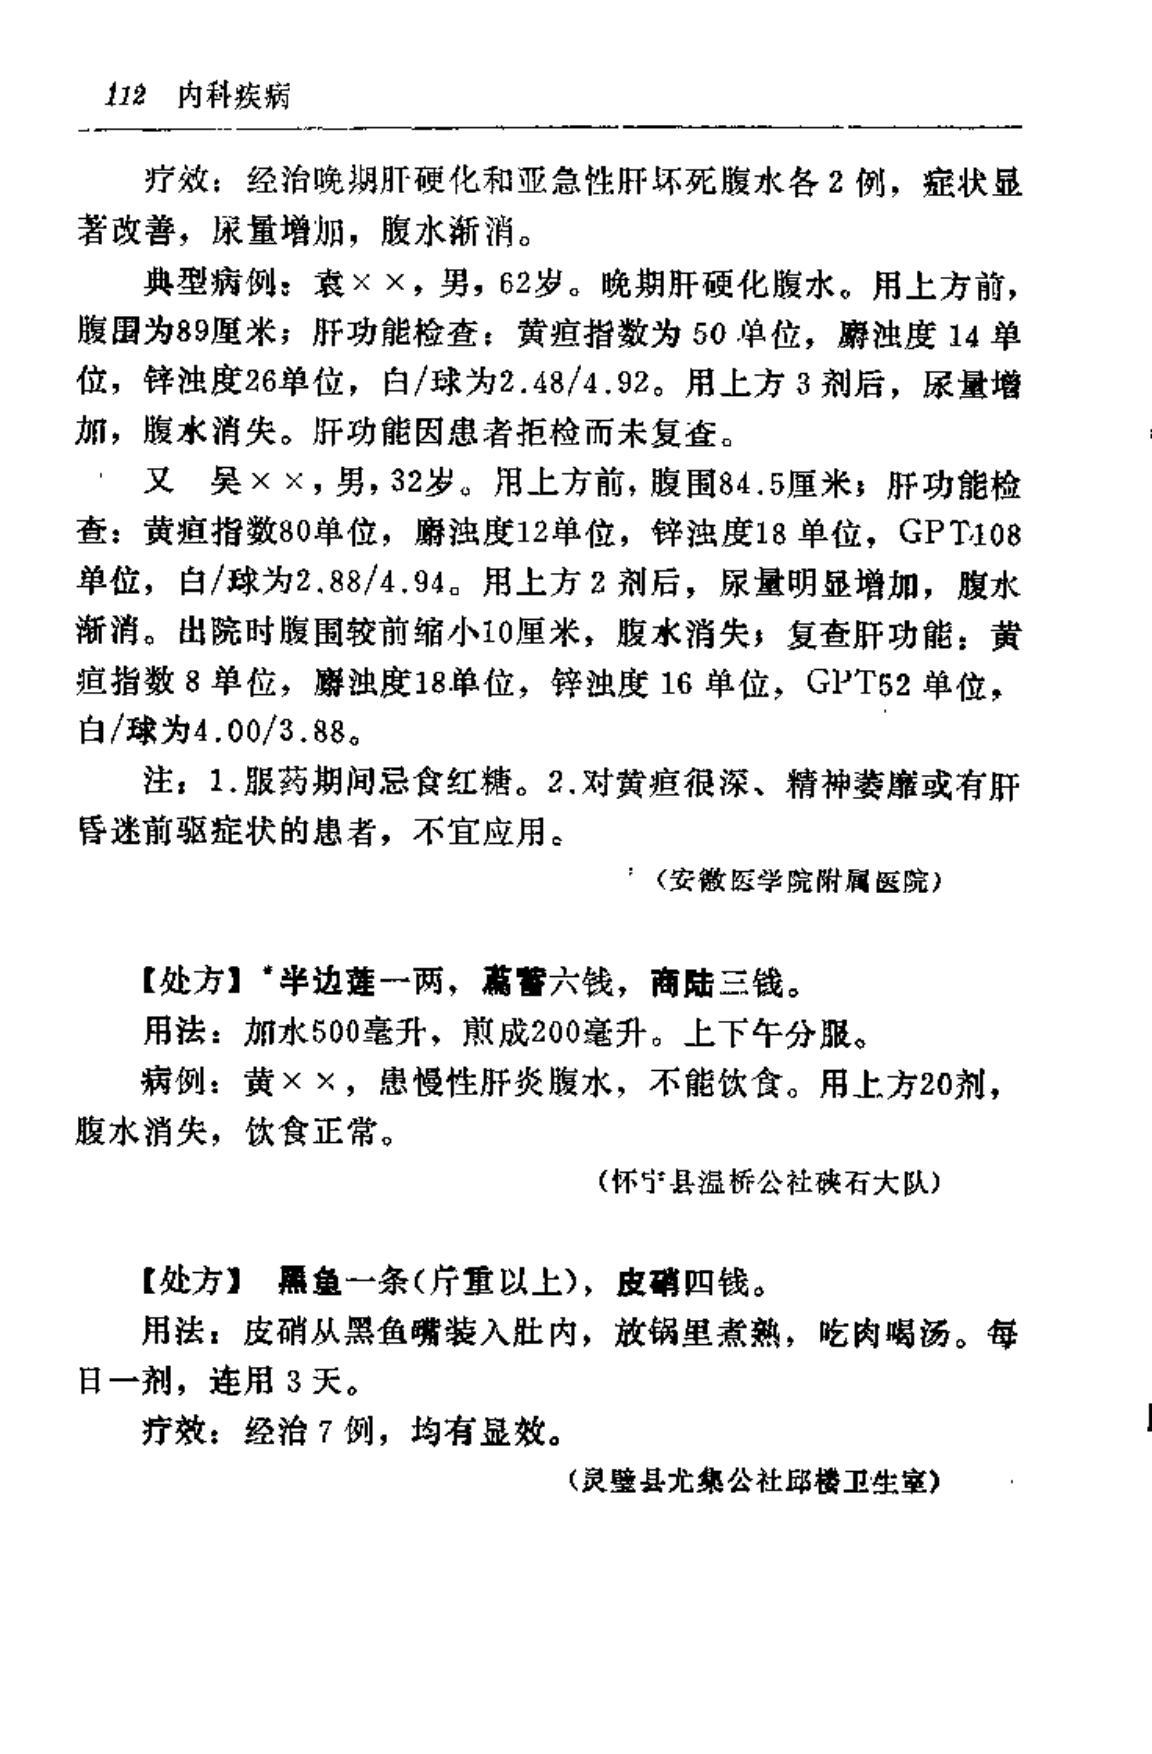 112 内科疾病
疗效：经治晚期肝硬化和亚急性肝坏死腹水各2例，症状显
著改善，尿量增加，腹水渐消。
典型病例：袁××，男，62岁。晚期肝硬化腹水。用上方前，
腹围为89厘米；肝功能检查：黄疸指数为50单位，麝浊度14单
位，锌浊度26单位，白/球为2.48/4.92。用上方3剂后，尿量增
加，腹水消失。肝功能因患者拒检而未复查。
又 吴××，男，32岁。用上方前，腹围84.5厘米；肝功能检
查：黄疸指数80单位，麝浊度12单位，锌浊度18单位，GPT108
单位，白/球为2.88/4.94。用上方2剂后，尿量明显增加，腹水
渐消。出院时腹围较前缩小10厘米，腹水消失；复查肝功能：黄
疸指数8单位，麝浊度18单位，锌浊度16单位，GPT52单位，
白/球为4.00/3.88。
注：1.服药期间忌食红糖。2.对黄疸很深、精神萎靡或有肝
昏迷前驱症状的患者，不宜应用。
（安徽医学院附属医院）
【处方】*半边莲一两，萹蓄六钱，商陆三钱。
用法：加水500毫升，煎成200毫升。上下午分服。
病例：黄××，患慢性肝炎腹水，不能饮食。用上方20剂，
腹水消失，饮食正常。
（怀宁县温桥公社硖石大队）
【处方】 黑鱼一条（斤重以上），皮硝四钱。
用法：皮硝从黑鱼嘴装入肚内，放锅里煮熟，吃肉喝汤。每
日一剂，连用3天。
疗效：经治7例，均有显效。
（灵璧县尤集公社邱楼卫生室）